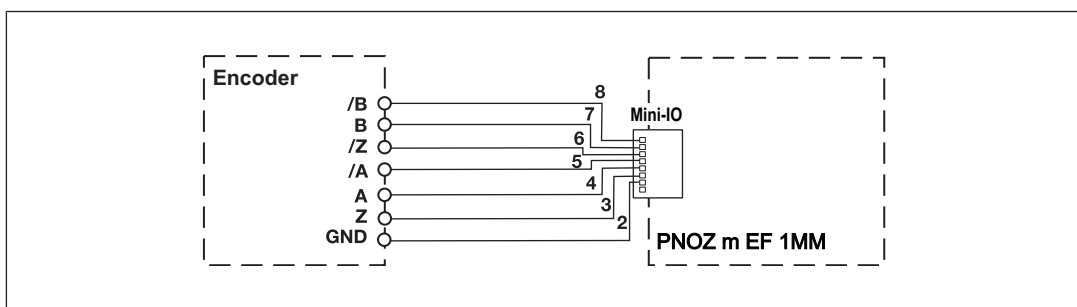 Encoder
/B
B
/Z
/A
A
Z
GND
8
7
6
5
4
3
2
Mini-IO
PNOZ m EF 1MM